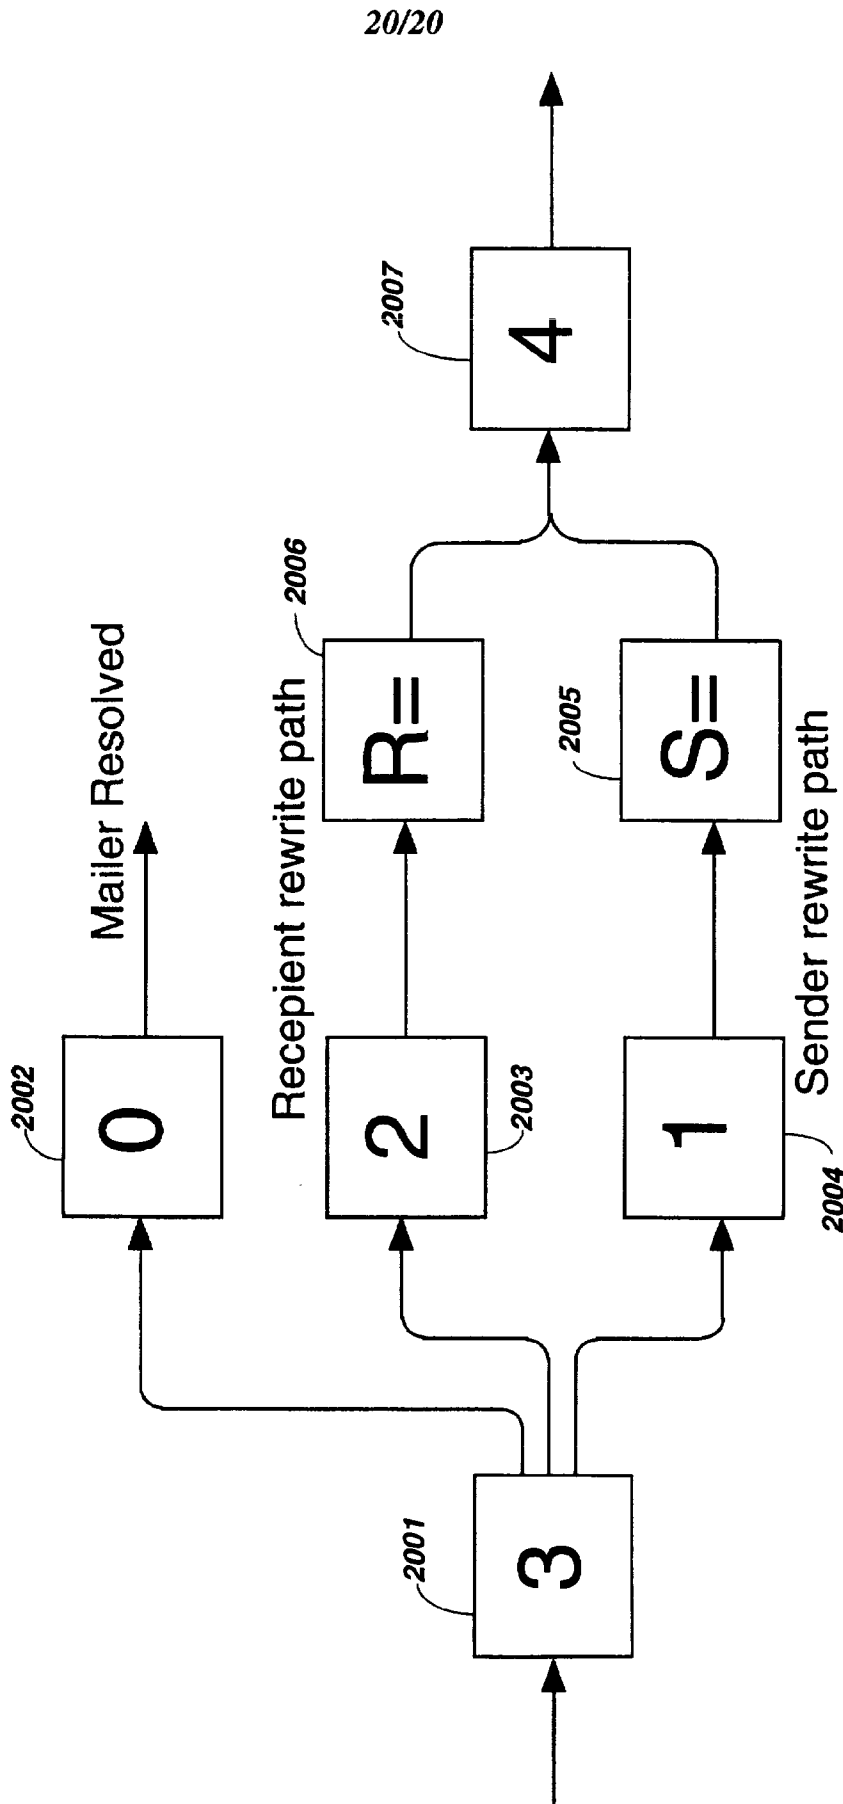 20/20
2002
0
Mailer Resolved
2001
3
2003
2
Recepient rewrite path
2006
R=
2004
1
Sender rewrite path
2005
S=
2007
4